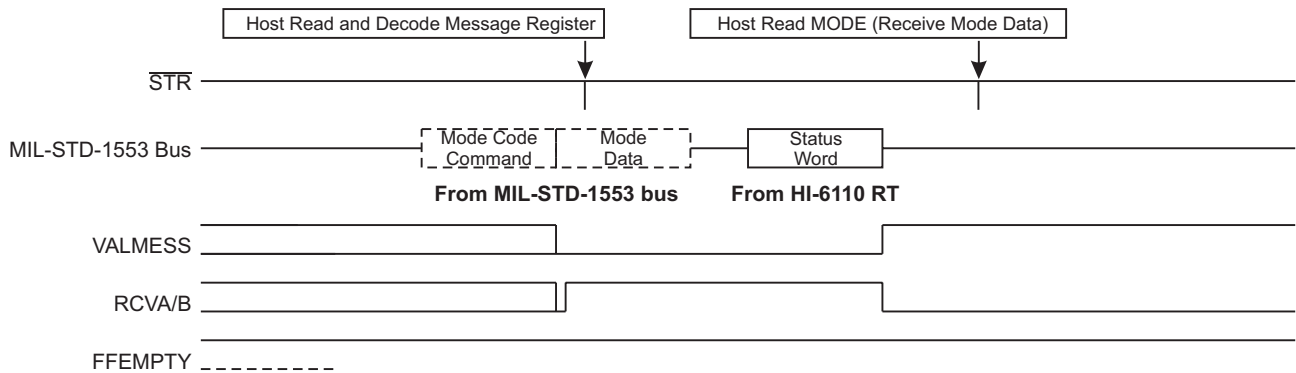 Host Read and Decode Message Register
Host Read MODE (Receive Mode Data)
STR
MIL-STD-1553 Bus
Mode Code
Command
Mode
Data
Status
Word
From MIL-STD-1553 bus
From HI-6110 RT
VALMESS
RCVA/B
FFEMPTY